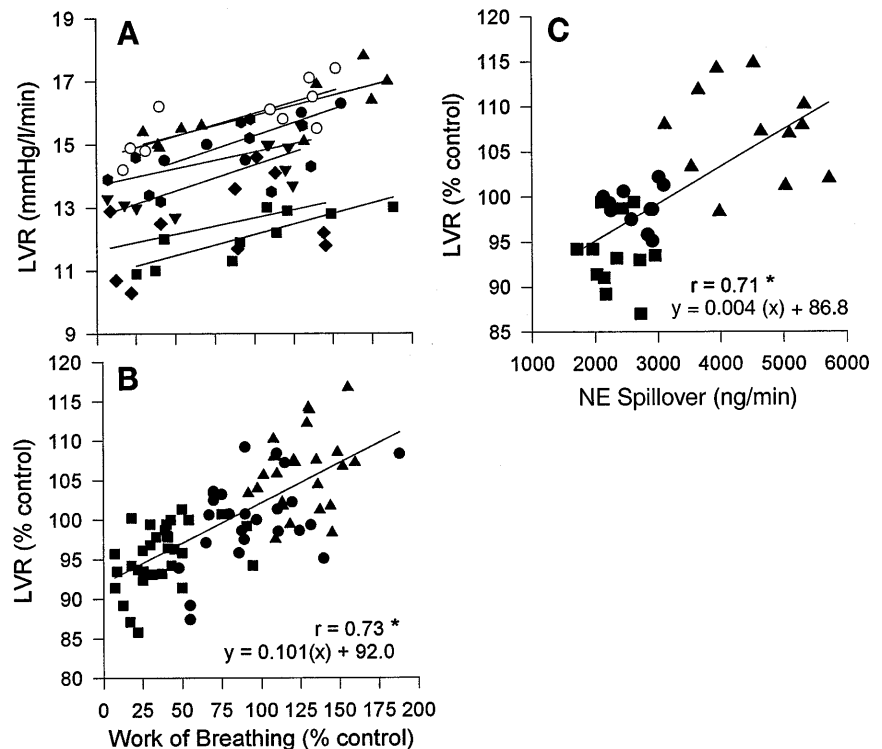 A
19
17
15
13
11
9
LVR (mmHg/l/min)
B
120
115
110
105
100
95
90
85
80
LVR (% control)
r = 0.73 *
y = 0.101(x) + 92.0
0 25 50 75 100 125 150 175 200
Work of Breathing (% control)
C
120
115
110
105
100
95
90
85
LVR (% control)
r = 0.71 *
y = 0.004 (x) + 86.8
1000 2000 3000 4000 5000 6000
NE Spillover (ng/min)